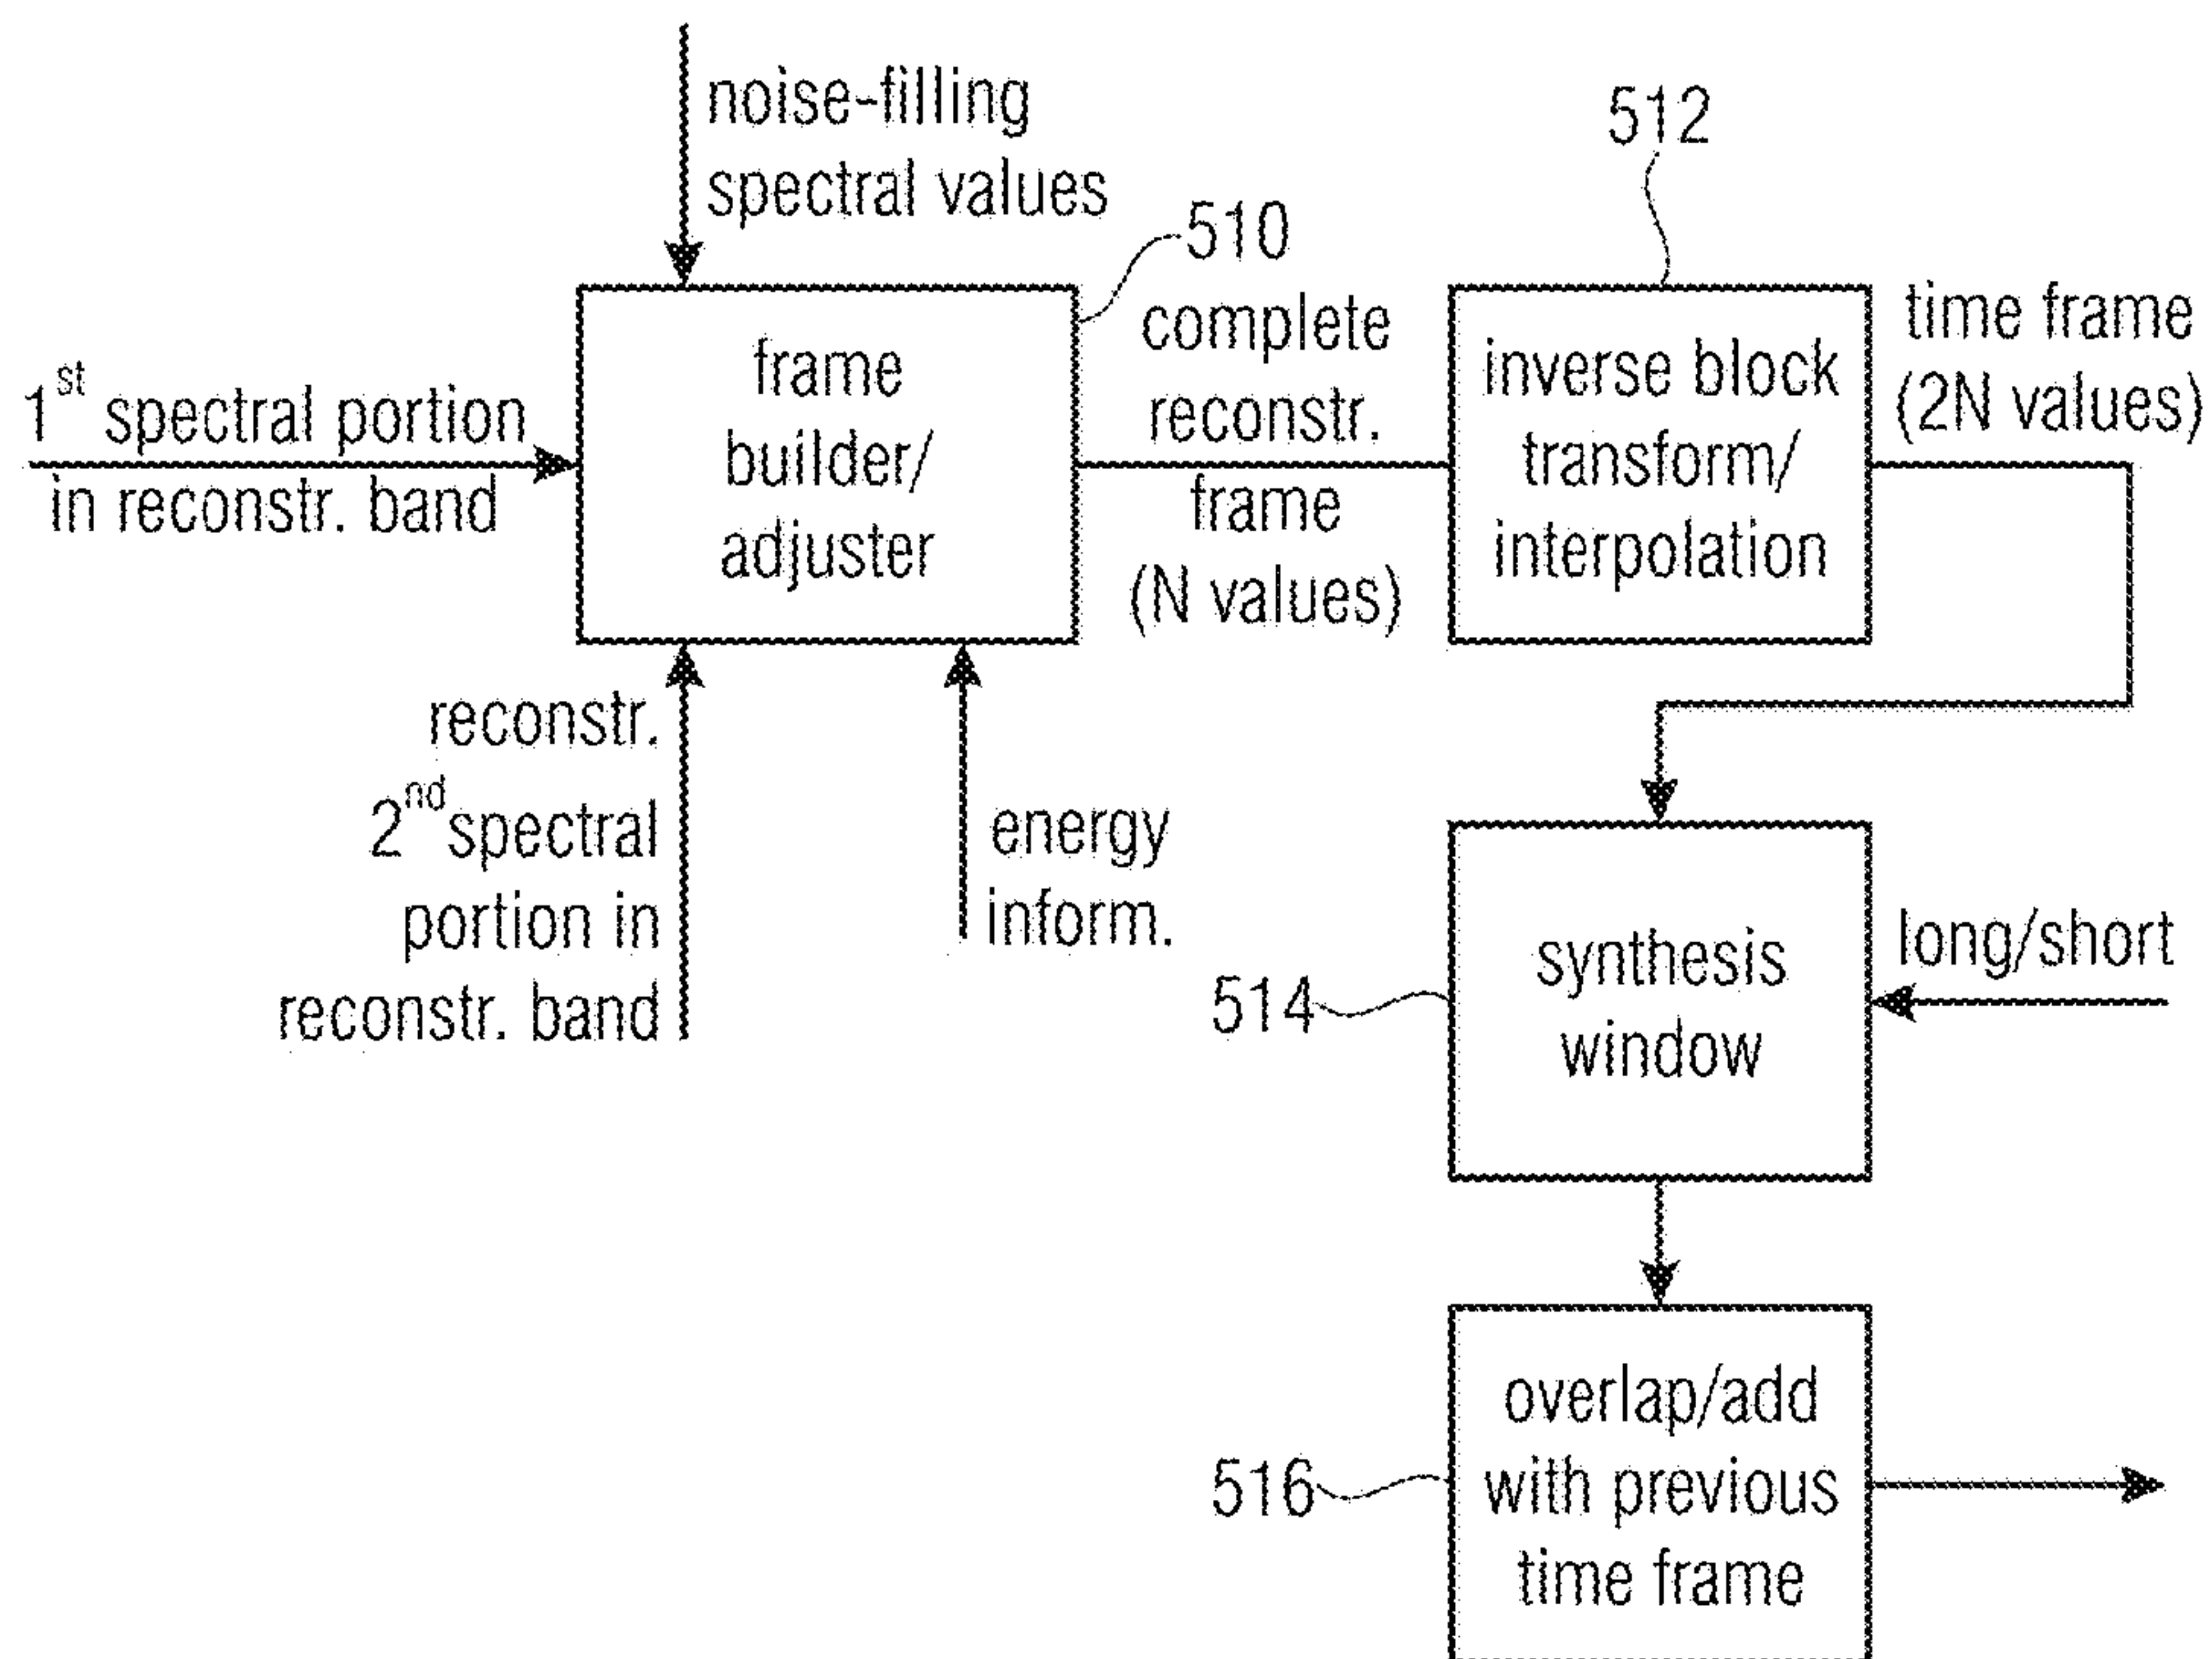 noise-filling
spectral values
512
510
1st spectral portion
in reconstr. band
frame
builder/
adjuster
complete
reconstr.
frame
(N values)
inverse block
transform/
interpolation
time frame
(2N values)
reconstr.
2nd spectral
portion in
reconstr. band
energy
inform.
514
synthesis
window
long/short
516
overlap/add
with previous
time frame